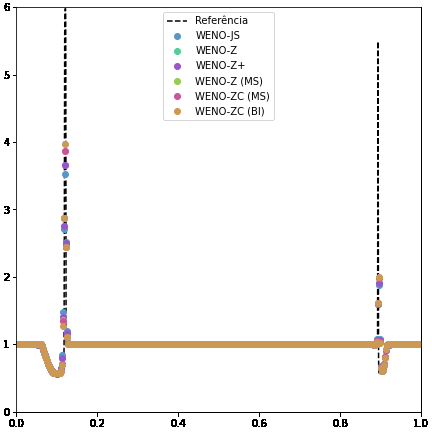 6
5
4
3
2
1
0
0.0 0.2 0.4 0.6 0.8 1.0
Referência
WENO-JS
WENO-Z
WENO-Z+
WENO-Z (MS)
WENO-ZC (MS)
WENO-ZC (BI)